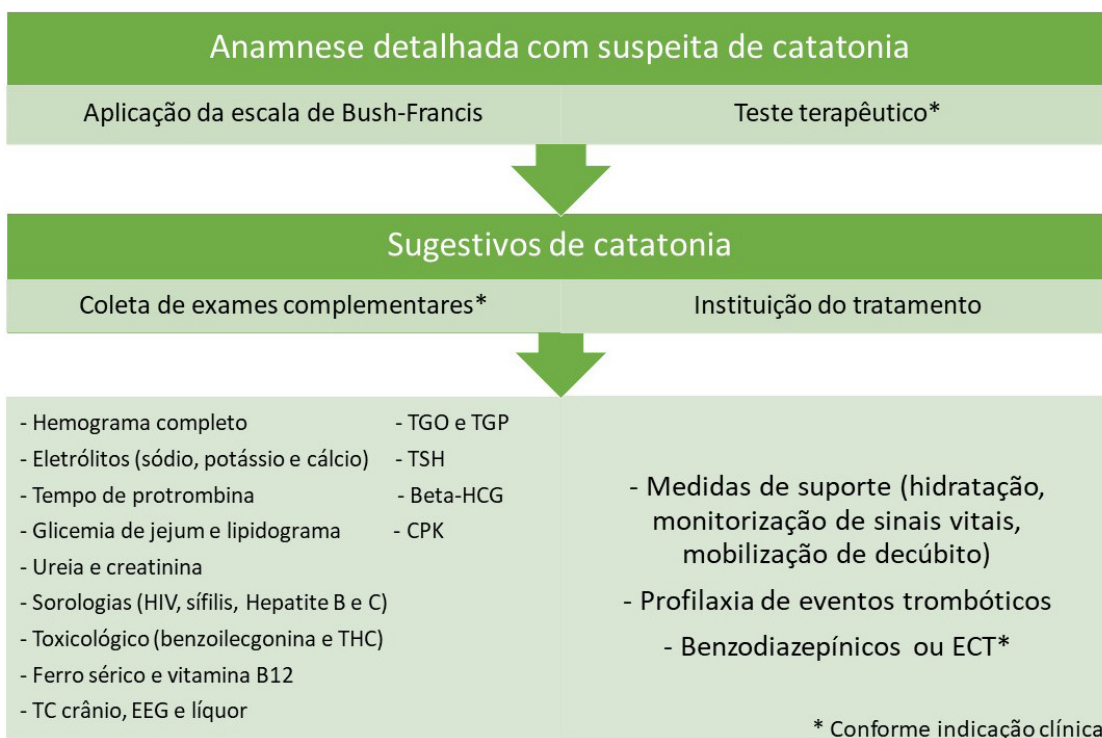 Anamnese detalhada com suspeita de catatonia
Aplicação da escala de Bush-Francis
Teste terapêutico*
Sugestivos de catatonia
Coleta de exames complementares*
Instituição do tratamento
- Hemograma completo
- Eletrólitos (sódio, potássio e cálcio)
- Tempo de protrombina
- Glicemia de jejum e lipidograma
- Ureia e creatinina
- Sorologias (HIV, sífilis, Hepatite B e C)
- Toxicológico (benzoilecgonina e THC)
- Ferro sérico e vitamina B12
- TC crânio, EEG e líquor
- TGO e TGP
- TSH
- Beta-HCG
- CPK
- Medidas de suporte (hidratação,
monitorização de sinais vitais,
mobilização de decúbito)
- Profilaxia de eventos trombóticos
- Benzodiazepínicos ou ECT*
* Conforme indicação clínica